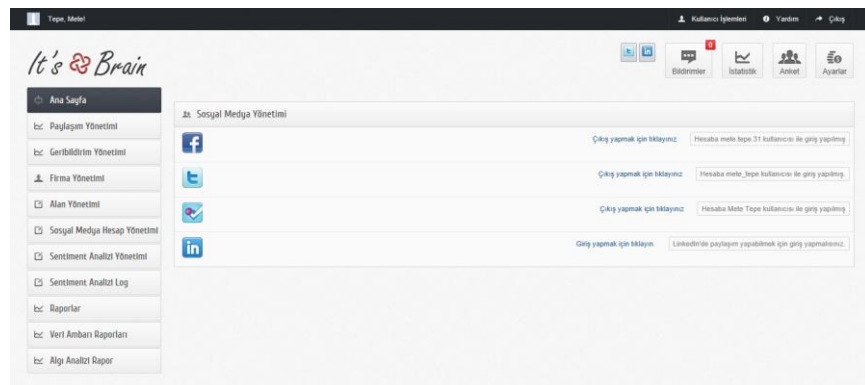 Tepe, Mete!
Kullanıcı İşlemleri
Yardım
Çıkış
It's Brain
0
Bildirimler
İstatistik
Anket
Ayarlar
Ana Sayfa
Paylaşım Yönetimi
Geribildirim Yönetimi
Firma Yönetimi
Alan Yönetimi
Sosyal Medya Hesap Yönetimi
Sentiment Analizi Yönetimi
Sentiment Analizi Log
Raporlar
Veri Ambarı Raporları
Algı Analizi Rapor
Sosyal Medya Yönetimi
Çıkış yapmak için tıklayınız Hesaba mete.tepe.31 kullanıcısı ile giriş yapılmış
Çıkış yapmak için tıklayınız Hesaba mete_tepe kullanıcısı ile giriş yapılmış.
Çıkış yapmak için tıklayınız Hesaba Mete Tepe kullanıcısı ile giriş yapılmış
Giriş yapmak için tıklayın. Linkedin'de paylaşım yapabilmek için giriş yapmalısınız.